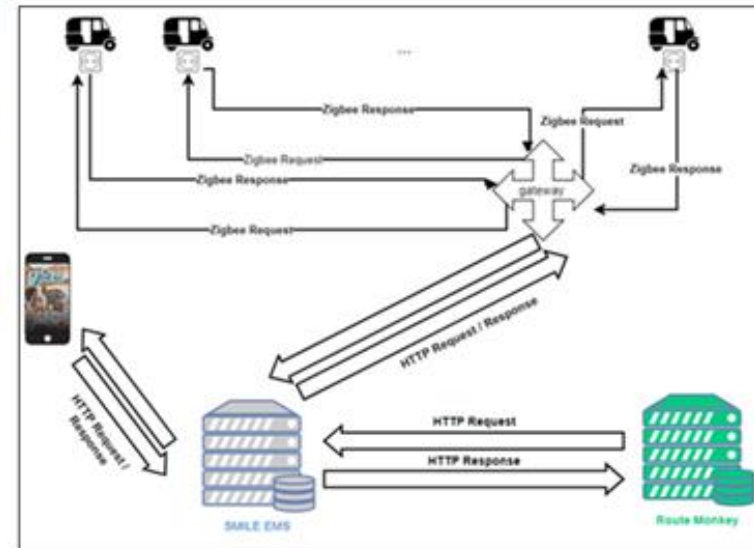 ...
Zigbee Response
Zigbee Request
Zigbee Request
Zigbee Response
Zigbee Response
gateway
Zigbee Request
HTTP Request / Response
HTTP Request /
Response
HTTP Request
HTTP Response
SMILE EMS
Route Monkey